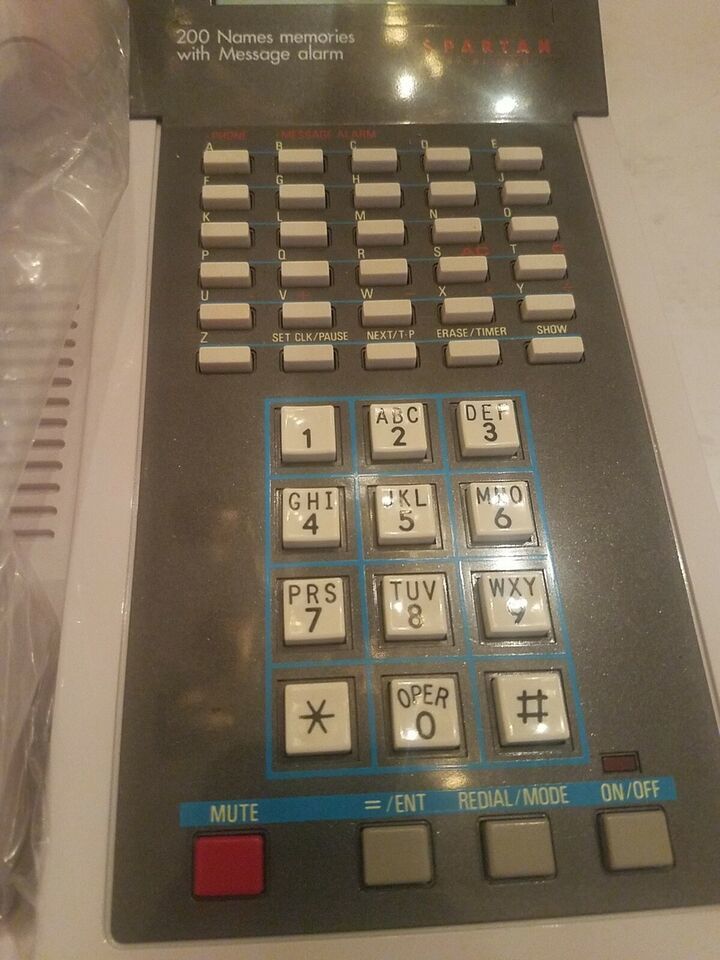 200 Names memories
with Message alarm
SPARTAN
PHONE MESSAGE ALARM
A B C D E
F G H I J
K L M N O
P Q R S AC T C
U V W X Y
Z SET CLK/PAUSE NEXT/T-P ERASE/TIMER SHOW
1 ABC 2 DEF 3
GHI 4 JKL 5 MNO 6
PRS 7 TUV 8 WXY 9
* OPER 0 #
MUTE =/ENT REDIAL/MODE ON/OFF